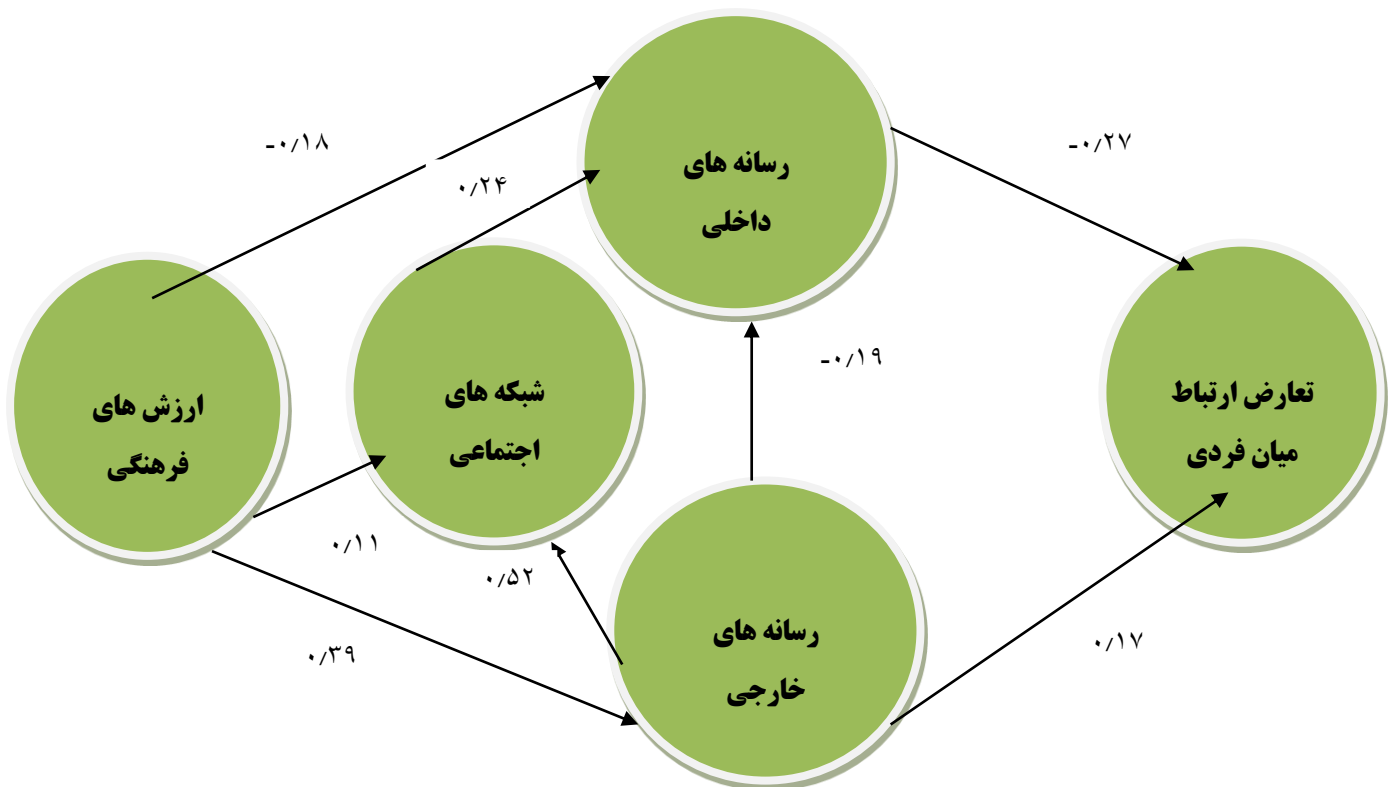 -۰/۱۸
-۰/۲۷
۰/۲۴
رسانه های
داخلی
-۰/۱۹
ارزش های
فرهنگی
شبکه های
اجتماعی
تعارض ارتباط
میان فردی
۰/۱۱
۰/۵۲
۰/۳۹
رسانه های
خارجی
۰/۱۷